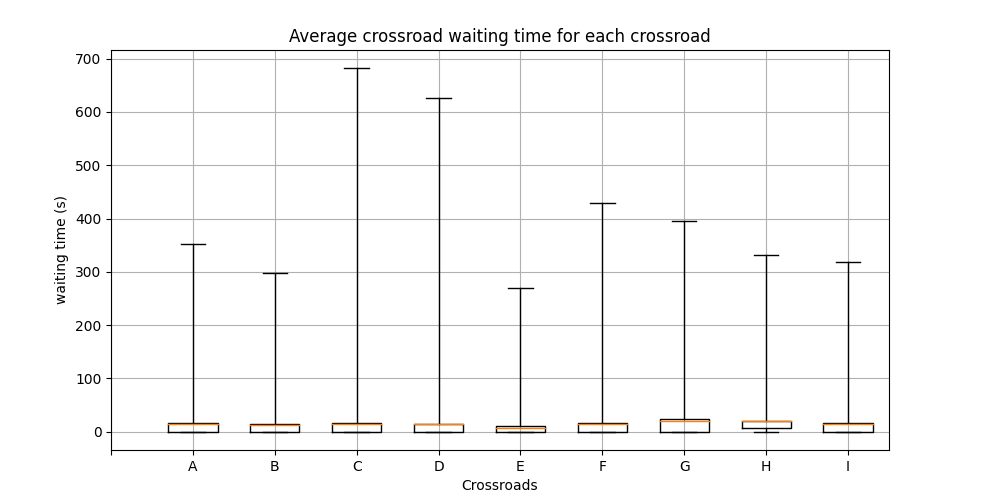 Average crossroad waiting time for each crossroad
700
600
500
400
300
200
100
0
waiting time (s)
A B C D E F G H I
Crossroads